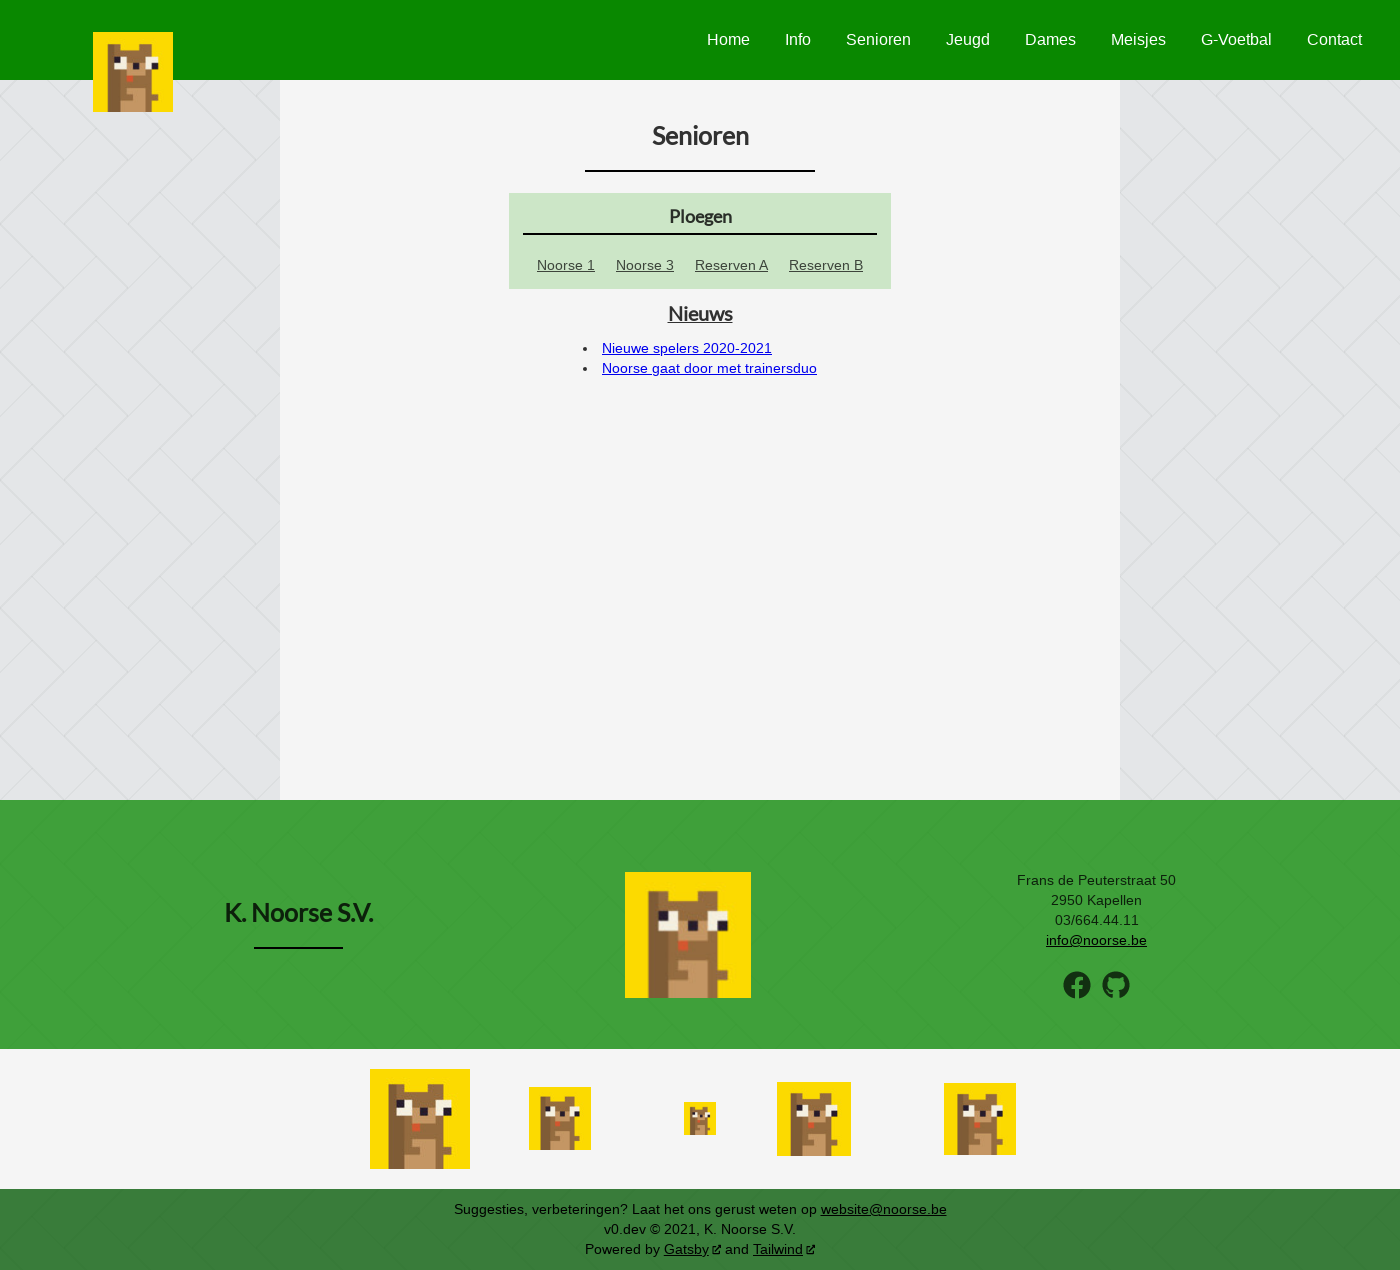 Home Info Senioren Jeugd Dames Meisjes G-Voetbal Contact
Senioren
Ploegen
Noorse 1 Noorse 3 Reserven A Reserven B
Nieuws
Nieuwe spelers 2020-2021
Noorse gaat door met trainersduo
K. Noorse S.V.
Frans de Peuterstraat 50
2950 Kapellen
03/664.44.11
info@noorse.be
Suggesties, verbeteringen? Laat het ons gerust weten op website@noorse.be
v0.dev © 2021, K. Noorse S.V.
Powered by Gatsby and Tailwind